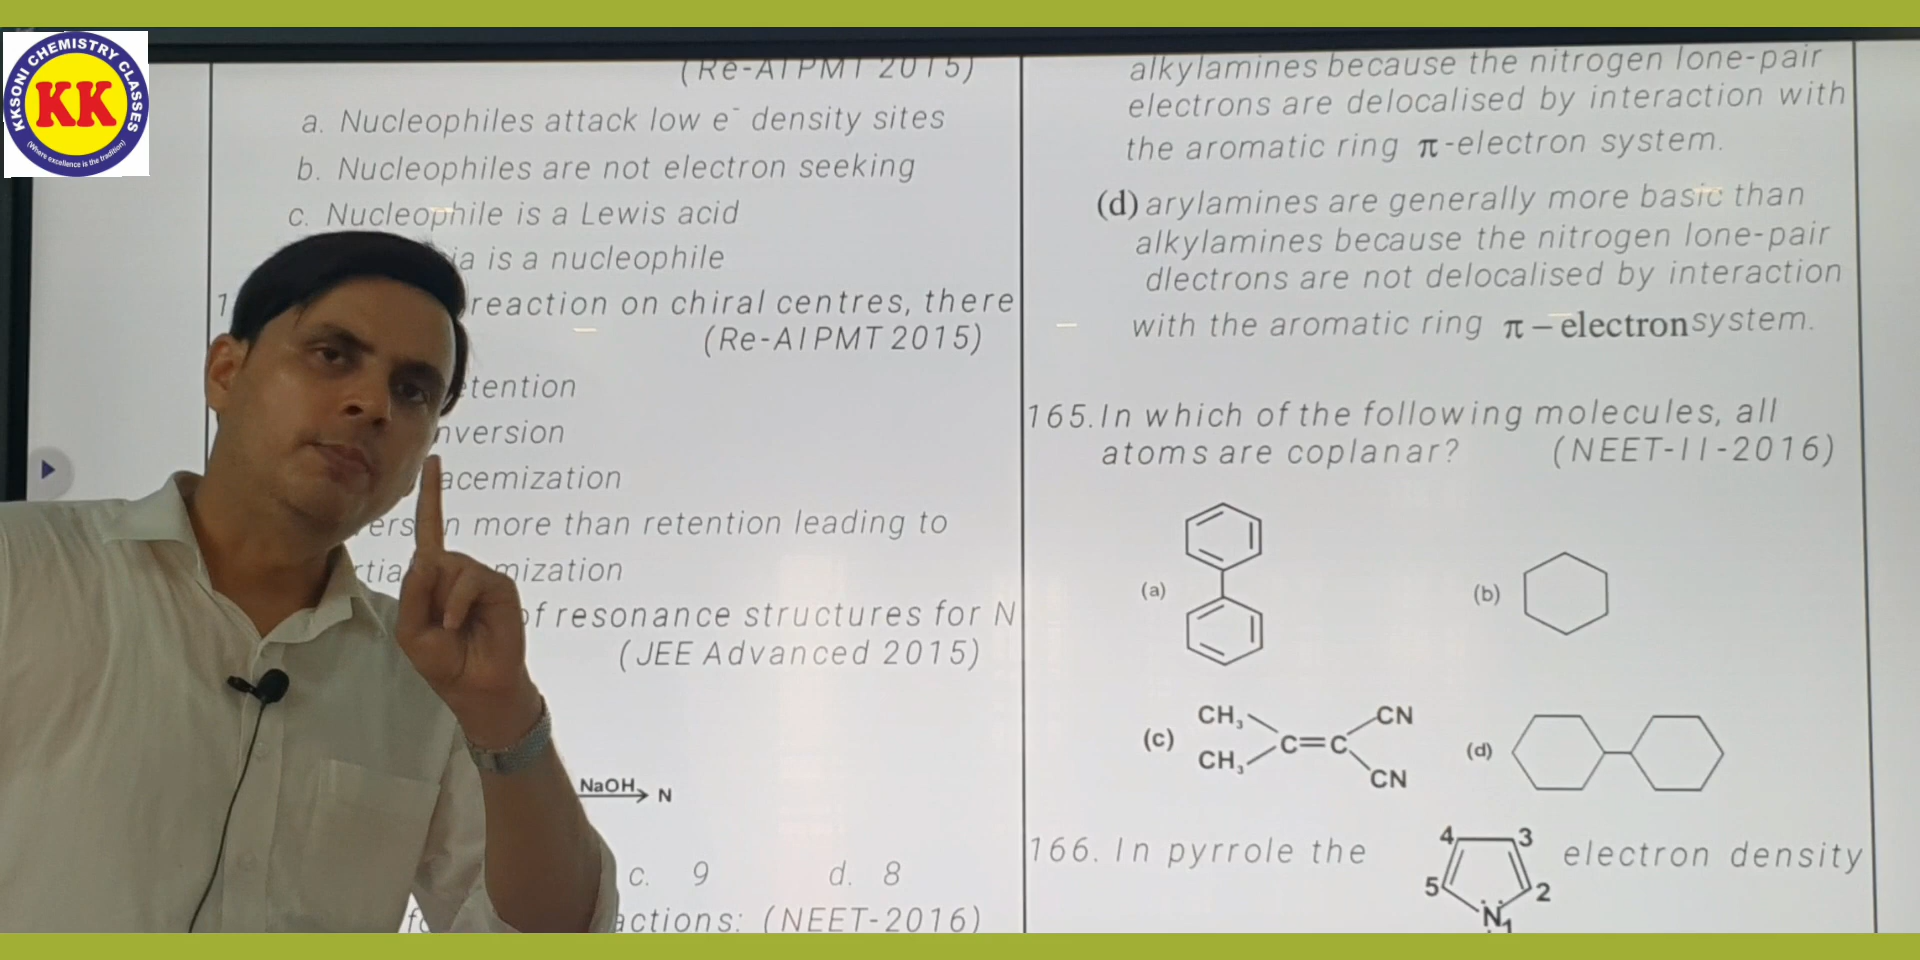 KKSONI CHEMISTRY CLASSES
KK
(Where excellence is the tradition)
(Re-AIPMT 2015)
a. Nucleophiles attack low e⁻ density sites
b. Nucleophiles are not electron seeking
c. Nucleophile is a Lewis acid
is a nucleophile
reaction on chiral centres, there
(Re-AIPMT 2015)
more than retention leading to
of resonance structures for N
(JEE Advanced 2015)
NaOH N
c. 9 d. 8
(NEET-2016)
alkylamines because the nitrogen lone-pair
electrons are delocalised by interaction with
the aromatic ring π-electron system.
(d) arylamines are generally more basic than
alkylamines because the nitrogen lone-pair
dlectrons are not delocalised by interaction
with the aromatic ring π – electron system.
165. In which of the following molecules, all
atoms are coplanar? (NEET-II-2016)
(a) (b)
(c) CH₃ CH₃ C=C CN CN (d)
166. In pyrrole the electron density
4 3
5 2
N 1